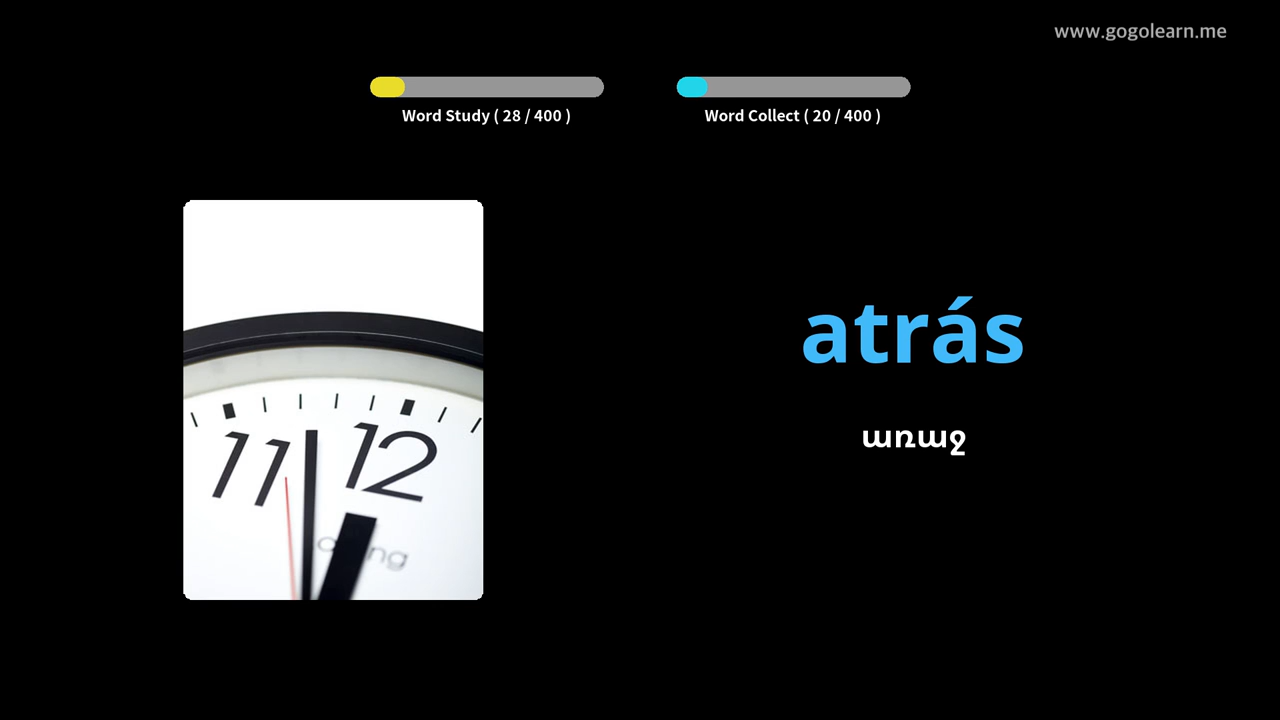 www.gogolearn.me
Word Study ( 28 / 400 )
Word Collect ( 20 / 400 )
11 12
atrás
առաջ